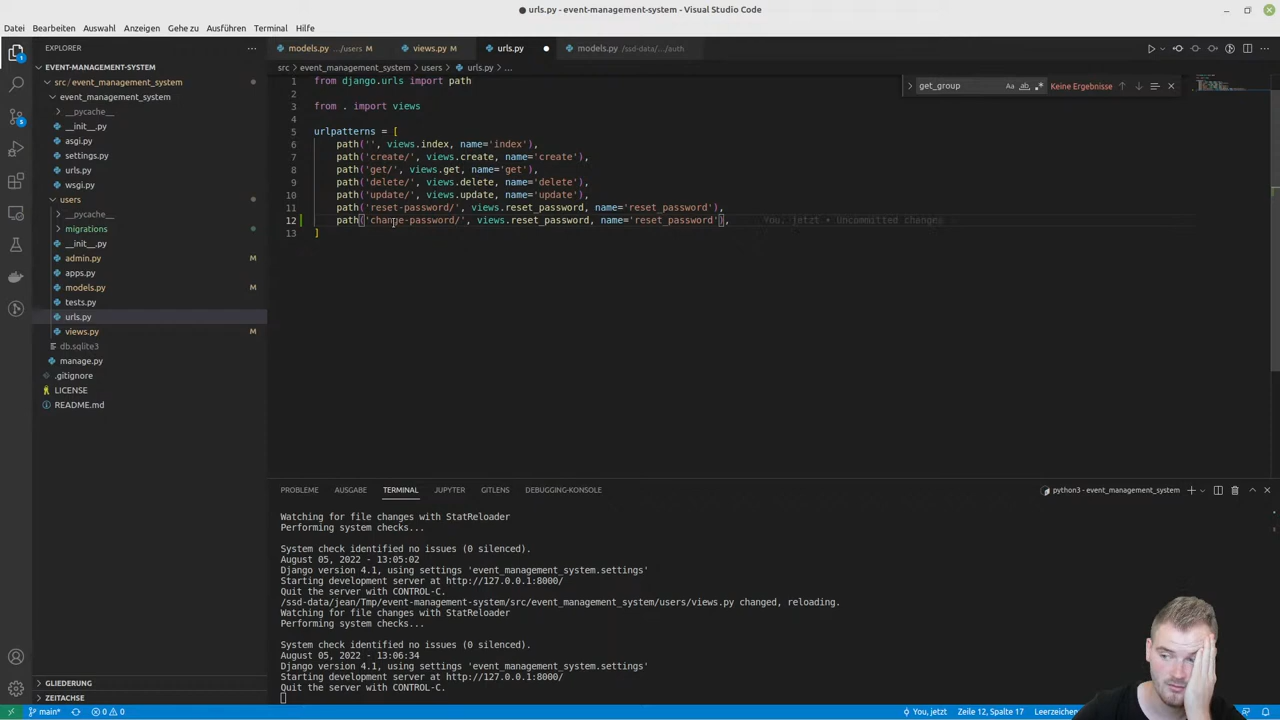 urls.py - event-management-system - Visual Studio Code
Datei Bearbeiten Auswahl Anzeigen Gehe zu Ausführen Terminal Hilfe
EXPLORER
EVENT-MANAGEMENT-SYSTEM
src / event_management_system
event_management_system
__pycache__
__init__.py
asgi.py
settings.py
urls.py
wsgi.py
users
__pycache__
migrations
__init__.py
admin.py M
apps.py
models.py M
tests.py
urls.py
views.py M
db.sqlite3
manage.py
.gitignore
LICENSE
README.md
GLIEDERUNG
ZEITACHSE
models.py .../users M
views.py M
urls.py
models.py /ssd-data/.../auth
src > event_management_system > users > urls.py > ...
get_group
Aa ab
Keine Ergebnisse
1 from django.urls import path
2
3 from . import views
4
5 urlpatterns = [
6 path('', views.index, name='index'),
7 path('create/', views.create, name='create'),
8 path('get/', views.get, name='get'),
9 path('delete/', views.delete, name='delete'),
10 path('update/', views.update, name='update'),
11 path('reset-password/', views.reset_password, name='reset_password'),
12 path('change-password/', views.reset_password, name='reset_password'), You, jetzt • Uncommitted changes
13 ]
PROBLEME AUSGABE TERMINAL JUPYTER GITLENS DEBUGGING-KONSOLE
python3 - event_management_system
Watching for file changes with StatReloader
Performing system checks...
System check identified no issues (0 silenced).
August 05, 2022 - 13:05:02
Django version 4.1, using settings 'event_management_system.settings'
Starting development server at http://127.0.0.1:8000/
Quit the server with CONTROL-C.
/ssd-data/jean/Tmp/event-management-system/src/event_management_system/users/views.py changed, reloading.
Watching for file changes with StatReloader
Performing system checks...
System check identified no issues (0 silenced).
August 05, 2022 - 13:06:34
Django version 4.1, using settings 'event_management_system.settings'
Starting development server at http://127.0.0.1:8000/
Quit the server with CONTROL-C.
main* 0 0
You, jetzt Zeile 12, Spalte 17 Leerzeichen